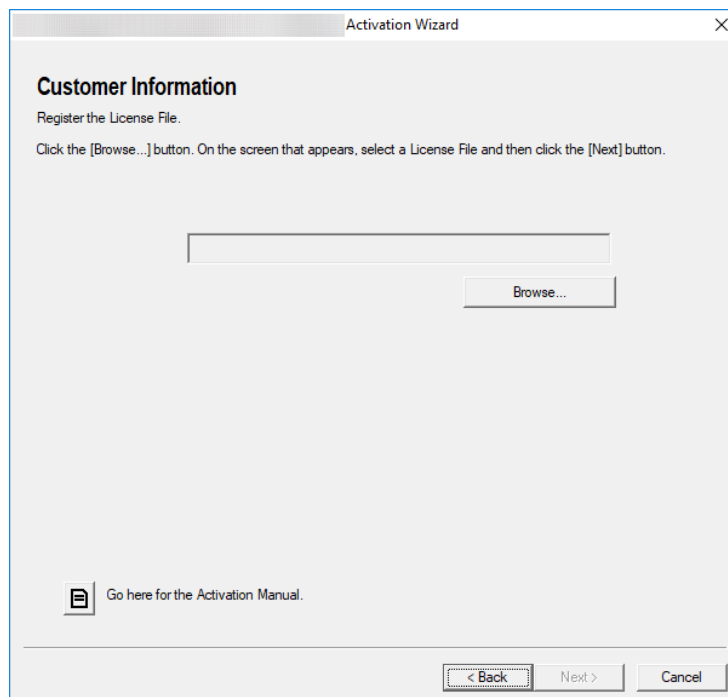 Activation Wizard
Customer Information
Register the License File.
Click the [Browse...] button. On the screen that appears, select a License File and then click the [Next] button.
Browse...
Go here for the Activation Manual.
< Back
Next >
Cancel